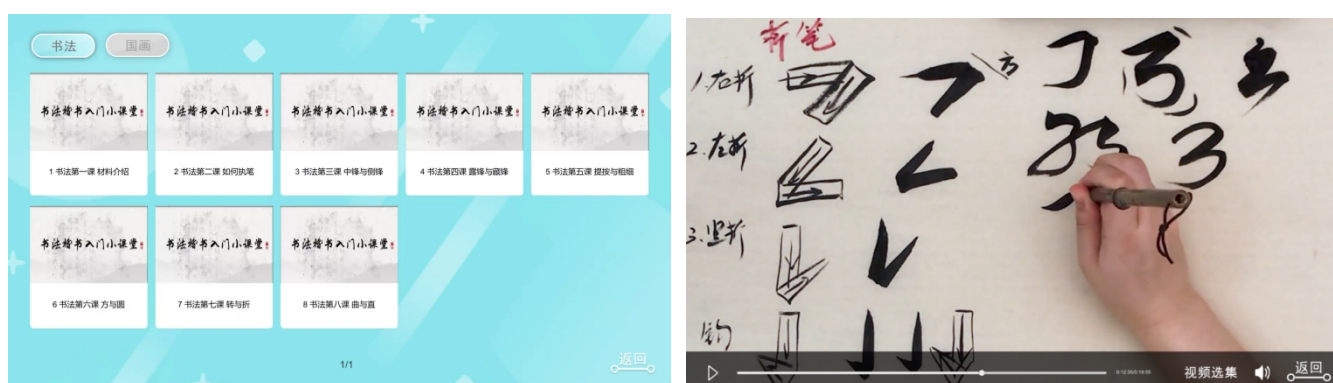 书法 国画
书法楷书入门小课堂 书法楷书入门小课堂 书法楷书入门小课堂 书法楷书入门小课堂 书法楷书入门小课堂
1 书法第一课 材料介绍 2 书法第二课 如何执笔 3 书法第三课 中锋与侧锋 4 书法第四课 露锋与藏锋 5 书法第五课 提按与粗细
书法楷书入门小课堂 书法楷书入门小课堂 书法楷书入门小课堂
6 书法第六课 方与圆 7 书法第七课 转与折 8 书法第八课 曲与直
1/1
返回
折笔
1.右折
方
2.左折
3.竖折
钩
视频选集
返回